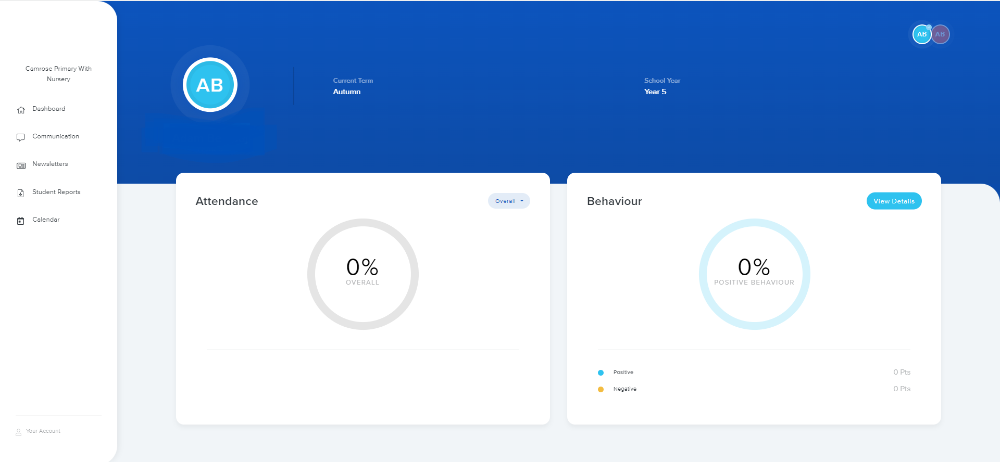 Camrose Primary With
Nursery
Dashboard
Communication
Newsletters
Student Reports
Calendar
Your Account
AB
Current Term
Autumn
School Year
Year 5
AB AB
Attendance
Overall
0%
OVERALL
Behaviour
View Details
0%
POSITIVE BEHAVIOUR
Positive 0 Pts
Negative 0 Pts